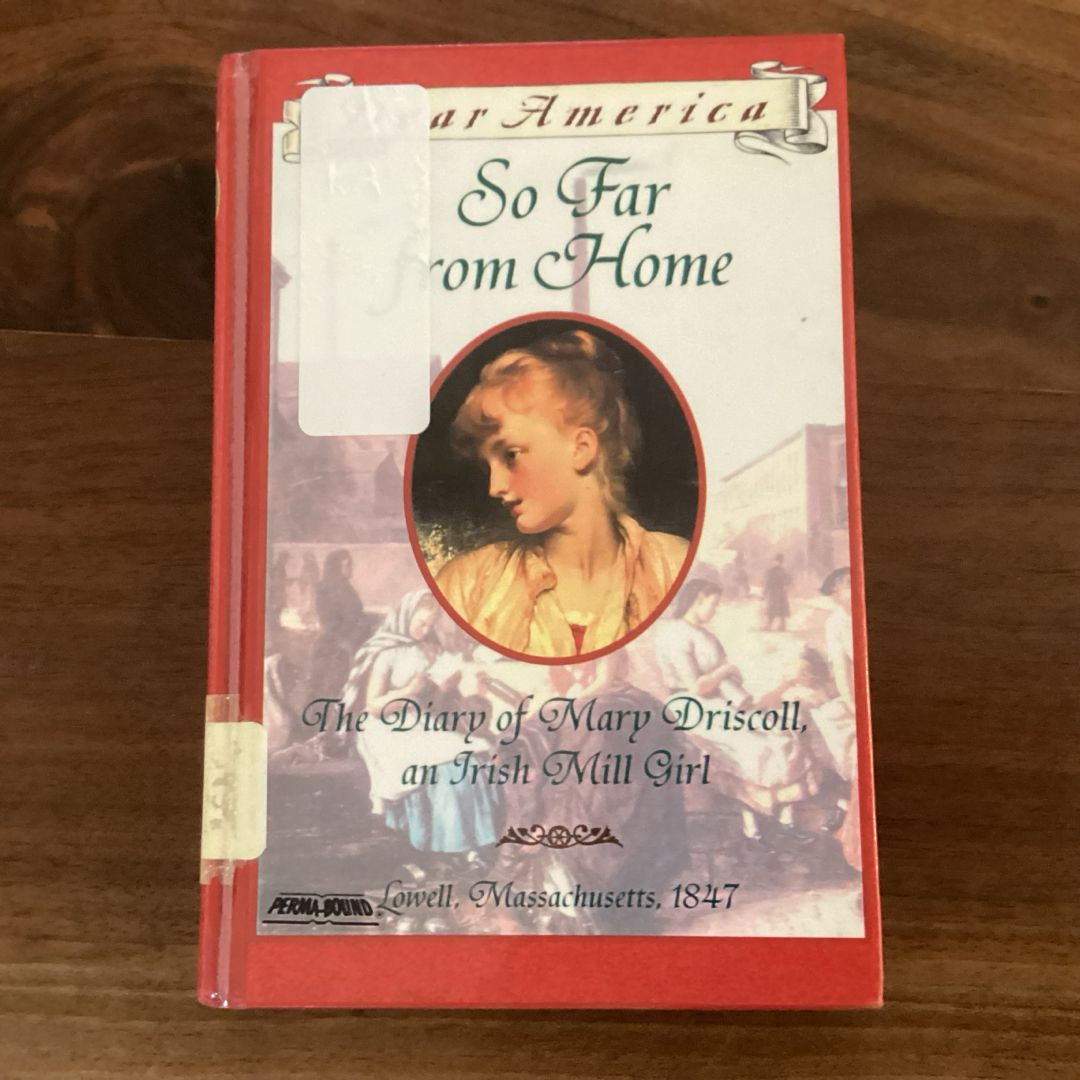 ar America
So Far
from Home
The Diary of Mary Driscoll,
an Irish Mill Girl
PERMA-BOUND
Lowell, Massachusetts, 1847